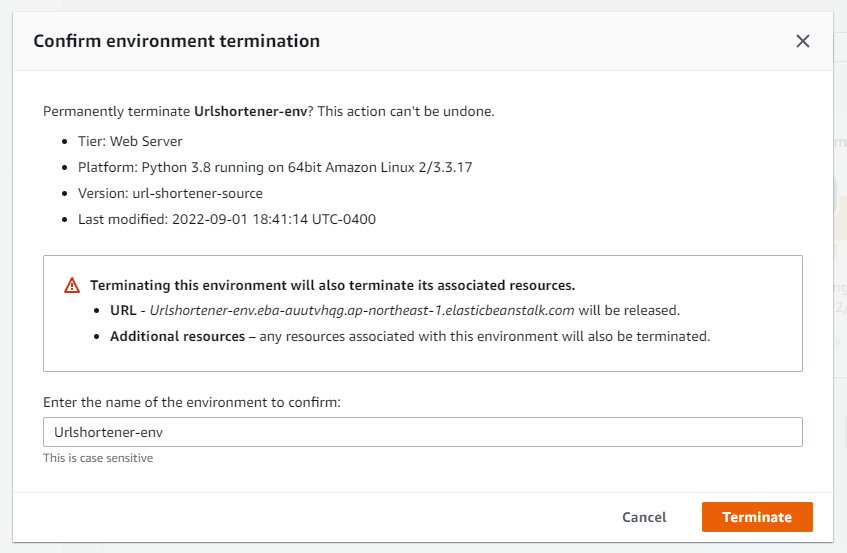 Confirm environment termination
Permanently terminate Urlshortener-env? This action can't be undone.
• Tier: Web Server
• Platform: Python 3.8 running on 64bit Amazon Linux 2/3.3.17
• Version: url-shortener-source
• Last modified: 2022-09-01 18:41:14 UTC-0400
Terminating this environment will also terminate its associated resources.
• URL - Urlshortener-env.eba-auutvhqg.ap-northeast-1.elasticbeanstalk.com will be released.
• Additional resources – any resources associated with this environment will also be terminated.
Enter the name of the environment to confirm:
Urlshortener-env
This is case sensitive
Cancel
Terminate